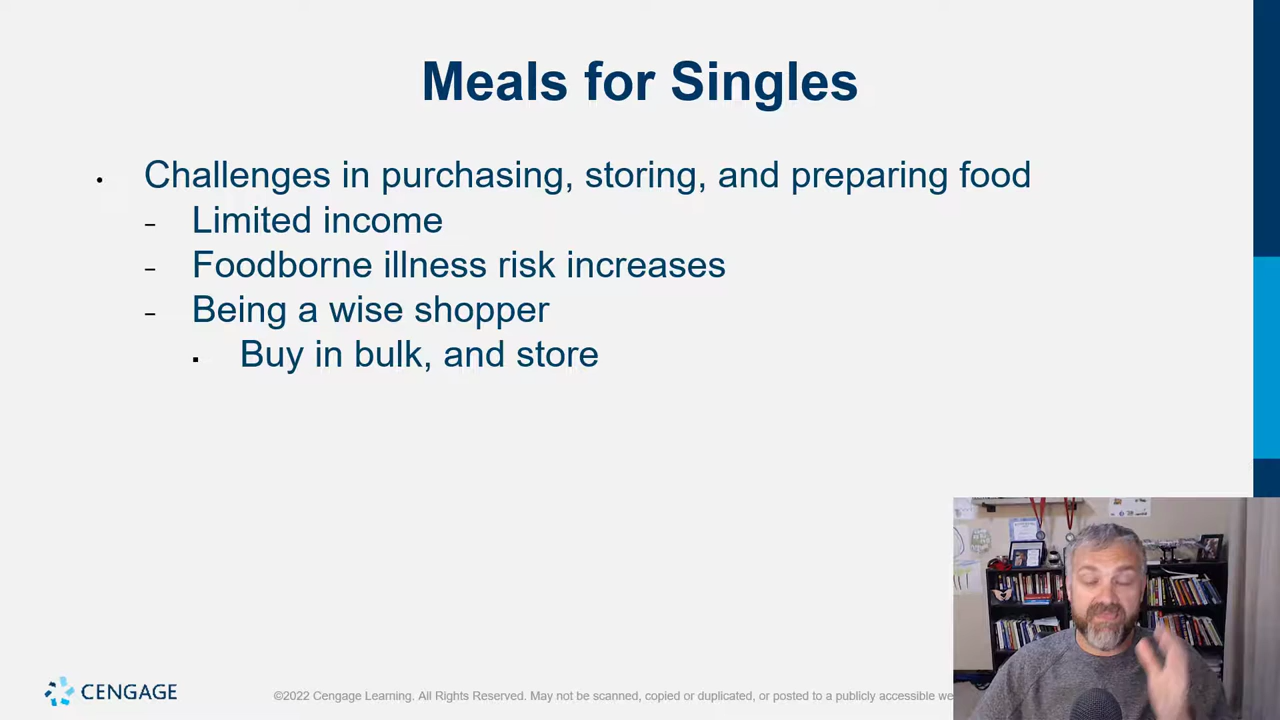 Meals for Singles
• Challenges in purchasing, storing, and preparing food
– Limited income
– Foodborne illness risk increases
– Being a wise shopper
▪ Buy in bulk, and store
CENGAGE
©2022 Cengage Learning. All Rights Reserved. May not be scanned, copied or duplicated, or posted to a publicly accessible we